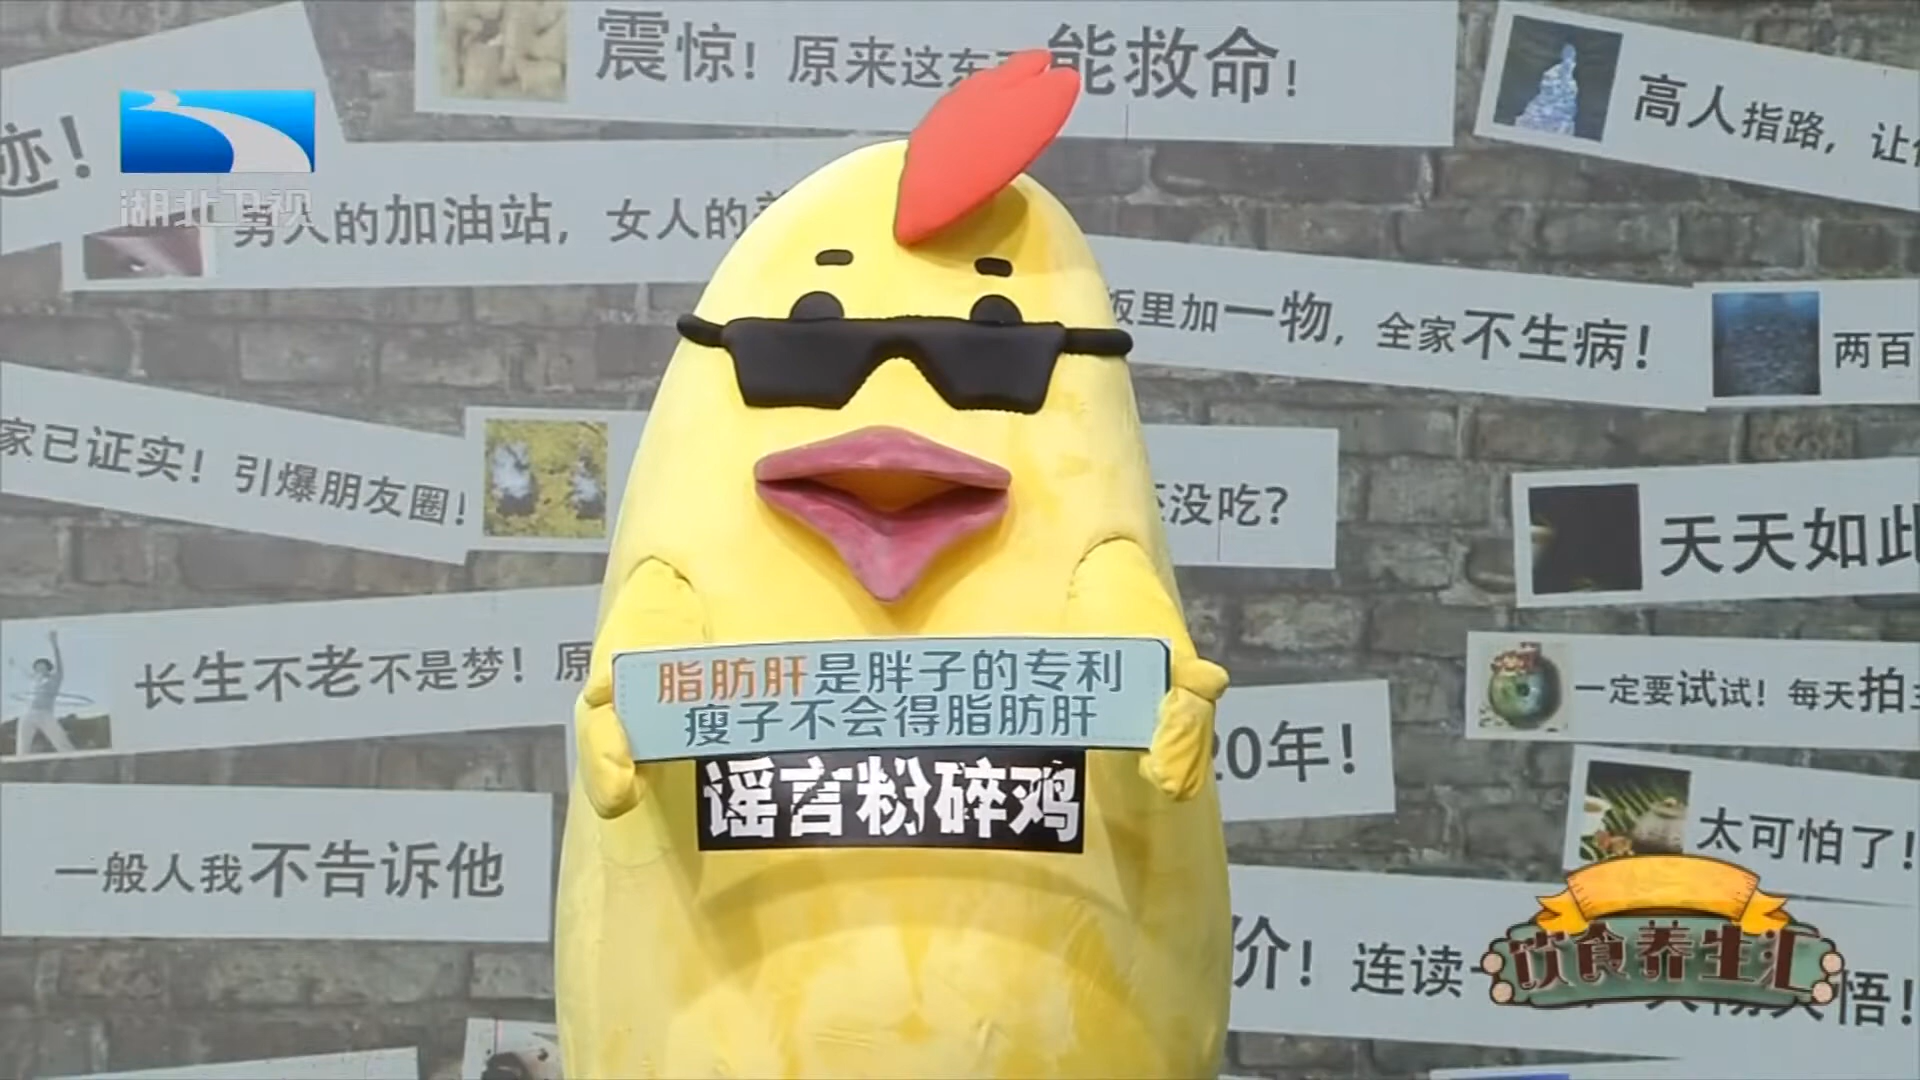 震惊！原来这东
能救命！
高人指路，让
迹！
湖北卫视
男人的加油站，女人的
饭里加一物，全家不生病！
两百
家已证实！引爆朋友圈！
还没吃？
天天如此
长生不老不是梦！原
脂肪肝是胖子的专利
瘦子不会得脂肪肝
一定要试试！每天拍
20年！
谣言粉碎鸡
太可怕了！
一般人我不告诉他
价！连读一
饮食养生汇
悟！